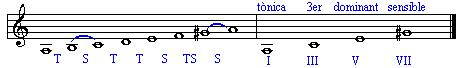 tònica 3er dominant sensible
T S T T S TS S I III V VII